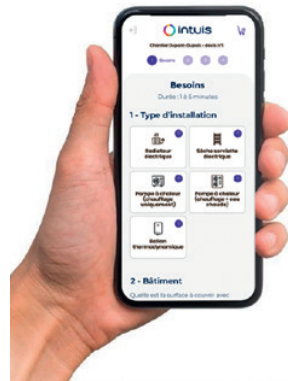 intuis
Chantier Dupont-Dupuis - devis n°1
Besoins
Besoins
Durée : 1 à 5 minutes
1 - Type d'installation
Radiateur
électrique
Sèche serviette
électrique
Pompe à chaleur
(chauffage
uniquement)
Pompe à chaleur
(chauffage + eau
chaude)
Ballon
thermodynamique
2 - Bâtiment
Quelle est la surface à couvrir avec